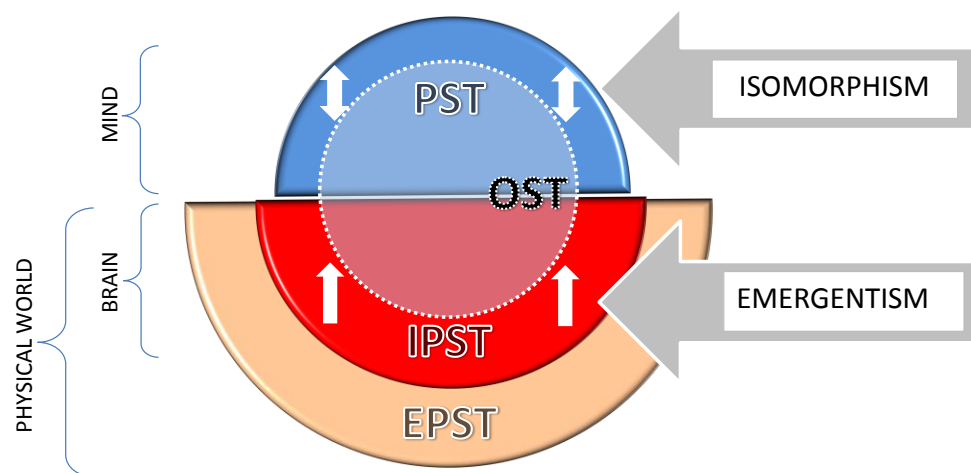 PST
ISOMORPHISM
MIND
OST
BRAIN
PHYSICAL WORLD
EMERGENTISM
IPST
EPST